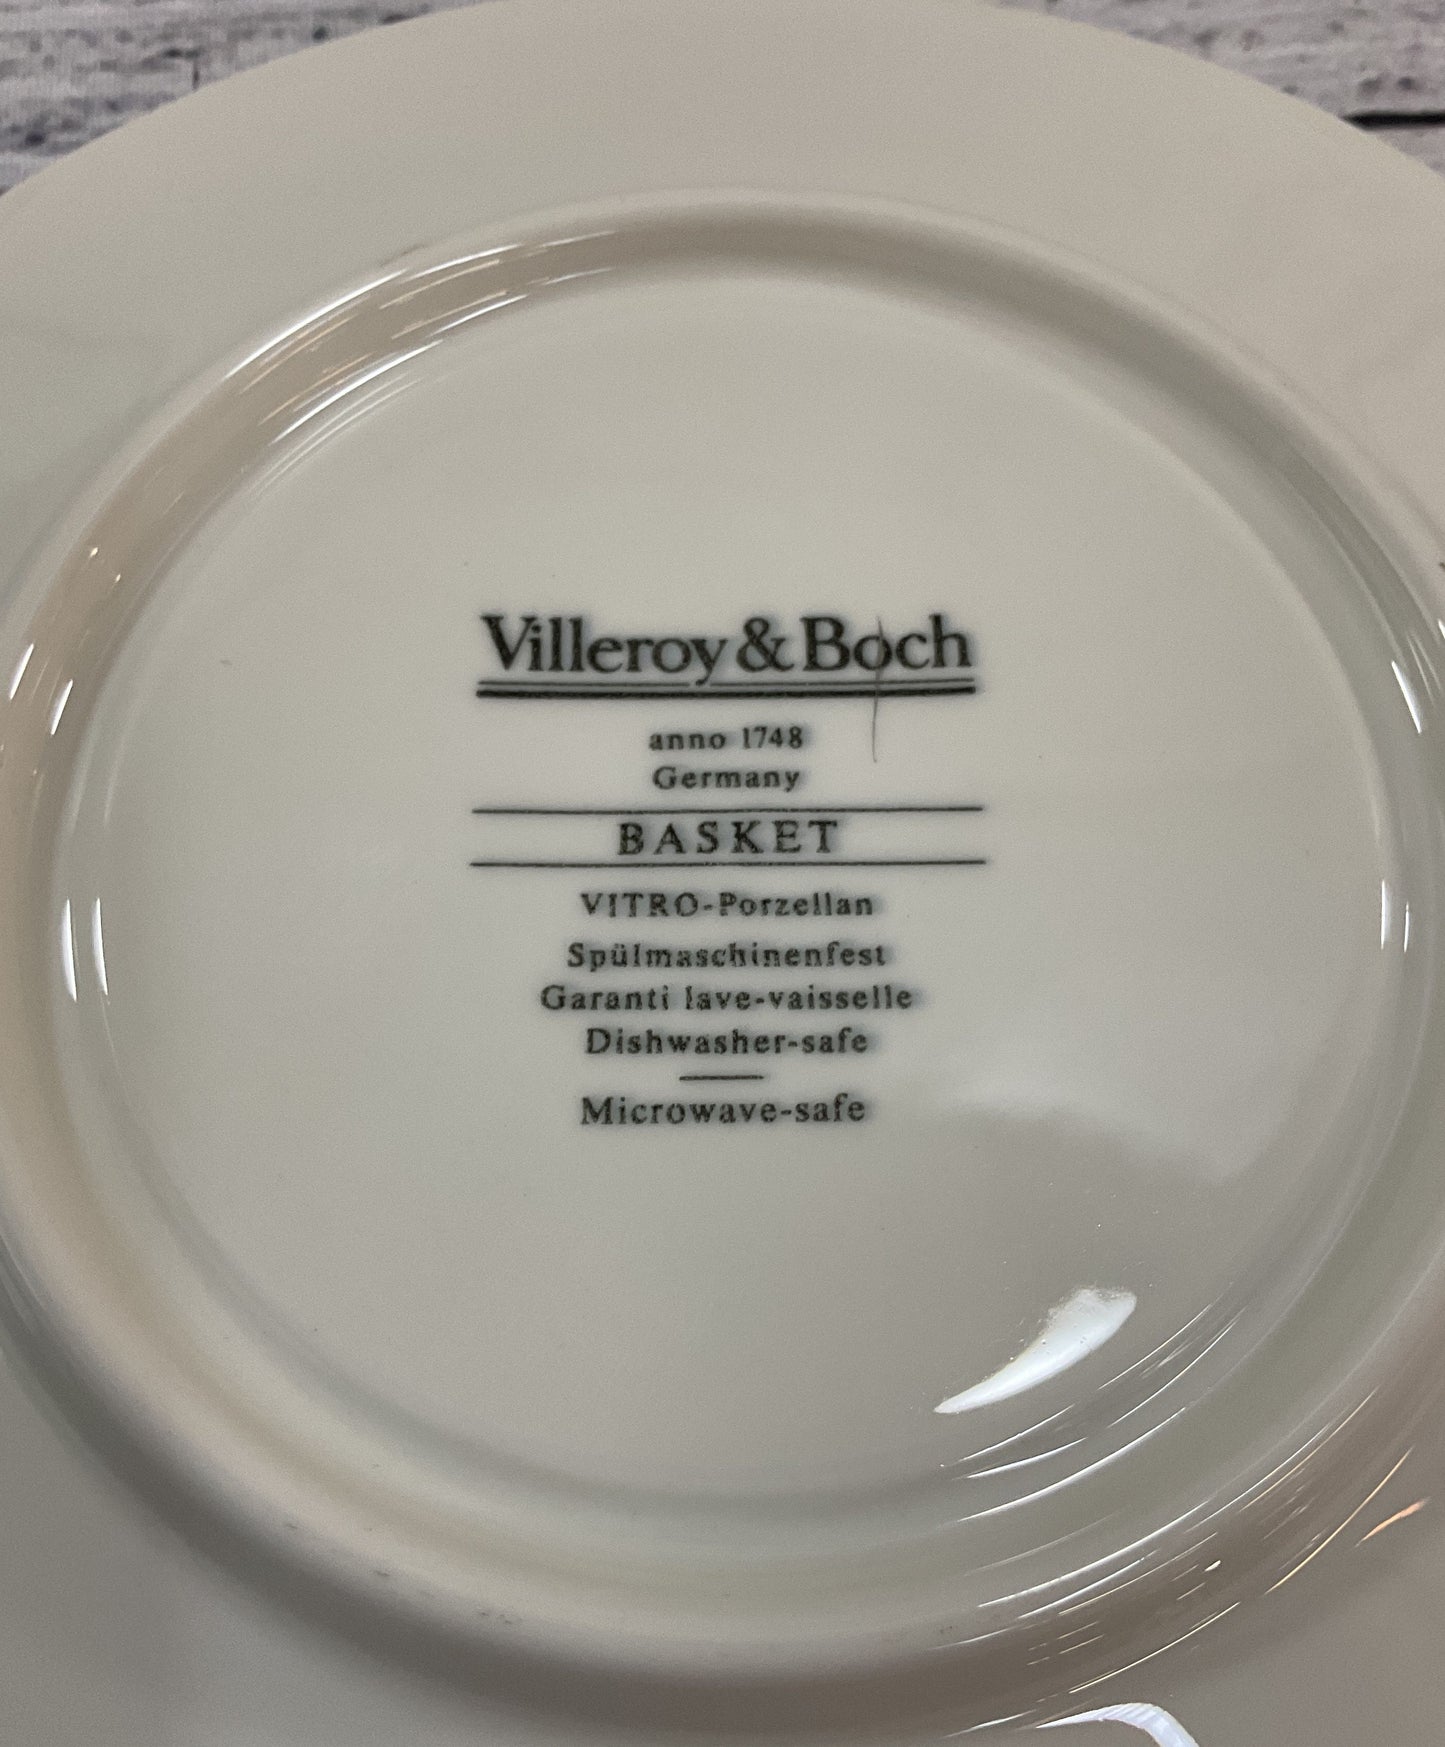 Villeroy & Boch
anno 1748
Germany
BASKET
VITRO-Porzellan
Spülmaschinenfest
Garanti lave-vaisselle
Dishwasher-safe
Microwave-safe